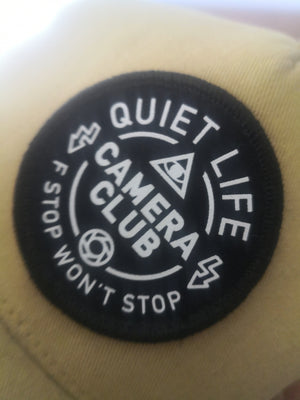 QUIET LIFE
CAMERA
CLUB
F STOP WON'T STOP